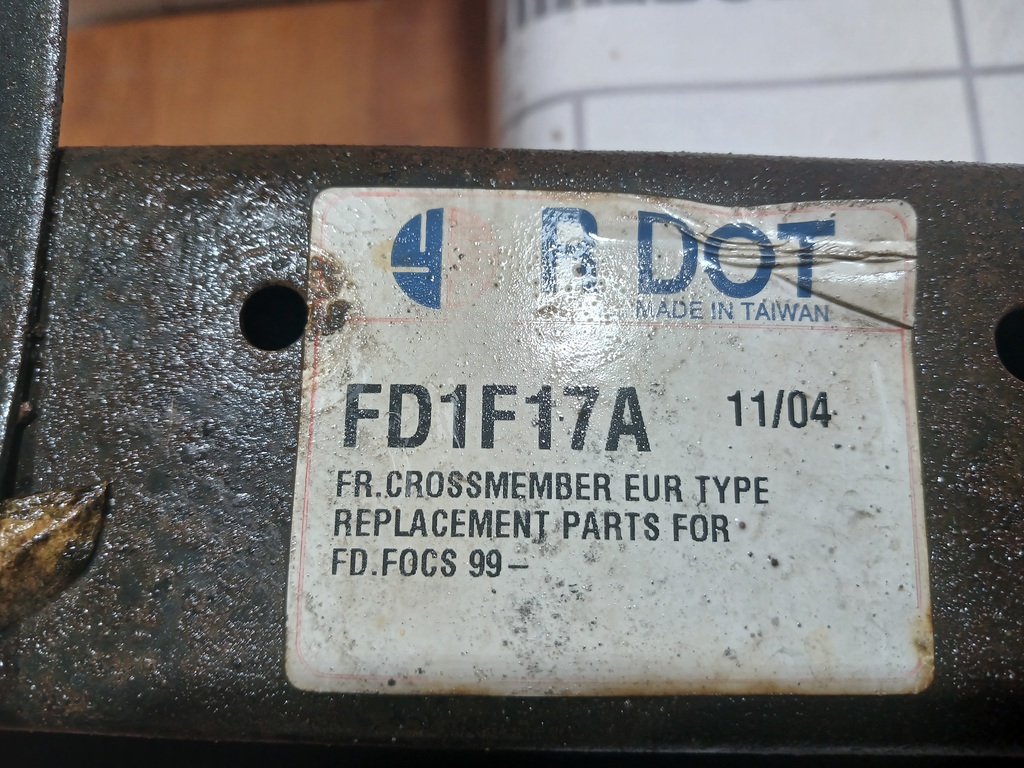 R DOT
MADE IN TAIWAN
FD1F17A 11/04
FR.CROSSMEMBER EUR TYPE
REPLACEMENT PARTS FOR
FD.FOCS 99–